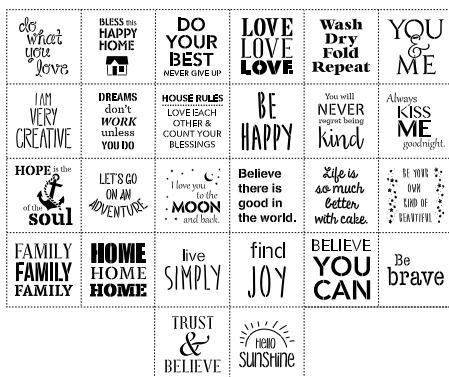 do
what
you
love
BLESS this
HAPPY
HOME
DO
YOUR
BEST
NEVER GIVE UP
LOVE
LOVE
LOVE
Wash
Dry
Fold
Repeat
YOU
&
ME
I AM
VERY
CREATIVE
DREAMS
don't
WORK
unless
YOU DO
HOUSE RULES
LOVE EACH
OTHER &
COUNT YOUR
BLESSINGS
BE
HAPPY
You will
NEVER
regret being
kind
Always
KISS
ME
goodnight.
HOPE is the
of the
soul
LET'S GO
ON AN
ADVENTURE
I love you
to the
MOON
and back.
Believe
there is
good in
the world.
Life is
so much
better
with cake.
BE YOUR
OWN
KIND OF
BEAUTIFUL
FAMILY
FAMILY
FAMILY
HOME
HOME
HOME
live
SIMPLY
find
JOY
BELIEVE
YOU
CAN
Be
brave
TRUST
&
BELIEVE
Hello
SUNSHINE